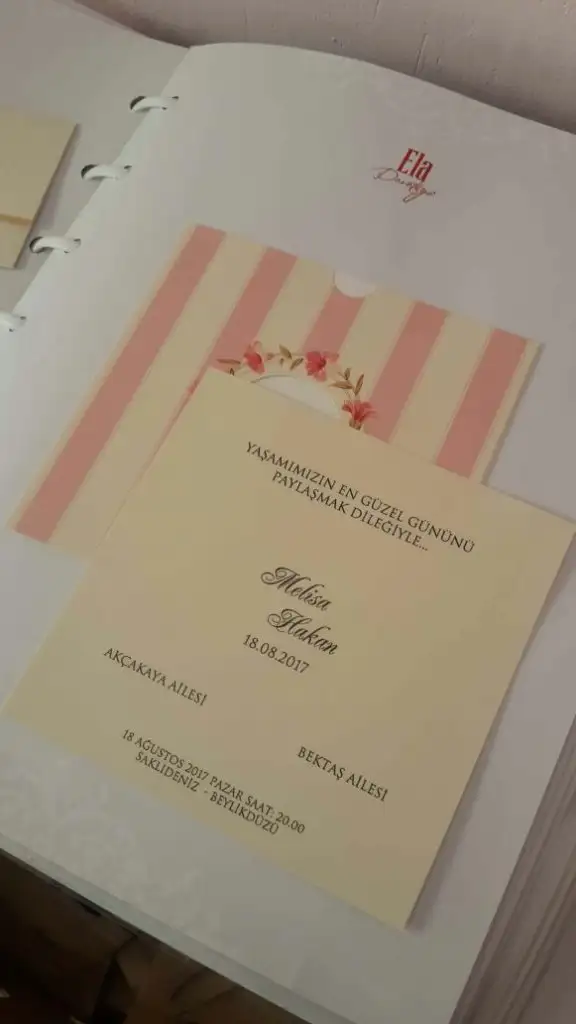 Ela
Davetiye
YAŞAMIMIZIN EN GÜZEL GÜNÜNÜ
PAYLAŞMAK DİLEĞİYLE...
Melisa
Hakan
18.08.2017
AKÇAKAYA AİLESİ
BEKTAŞ AİLESİ
18 AĞUSTOS 2017 PAZAR SAAT: 20.00
SAKLIDENİZ - BEYLİKDÜZÜ